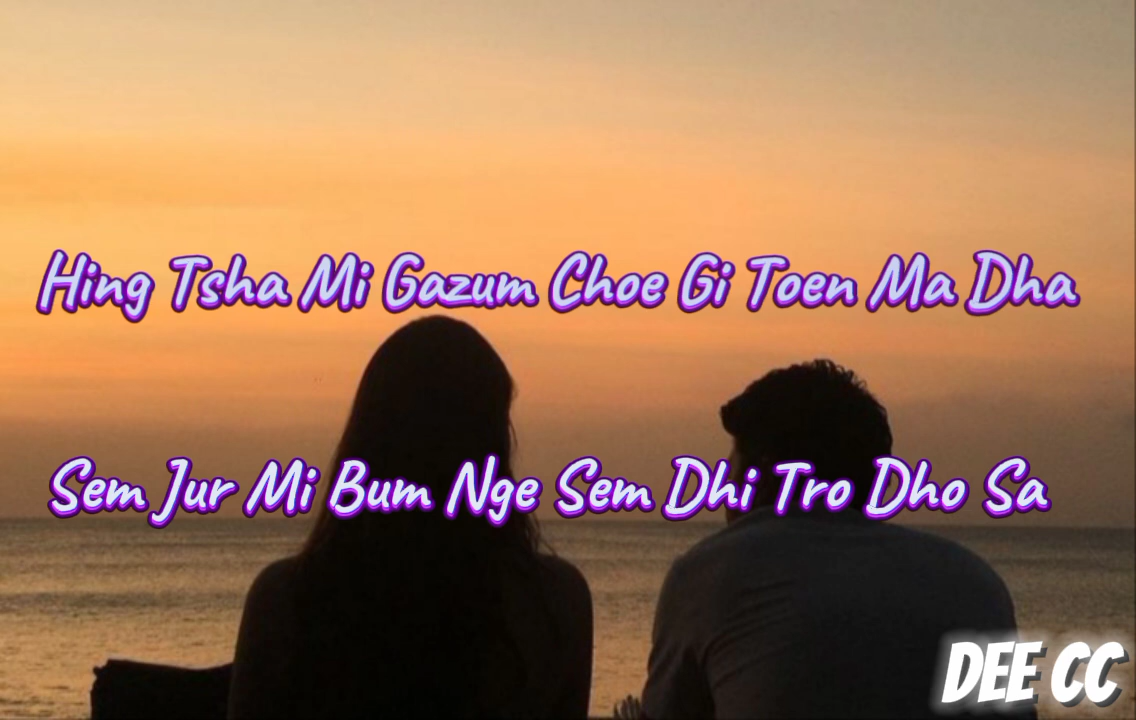 Hing Tsha Mi Gazum Choe Gi Toen Ma Dha
Sem Jur Mi Bum Nge Sem Dhi Tro Dho Sa
DEE CC